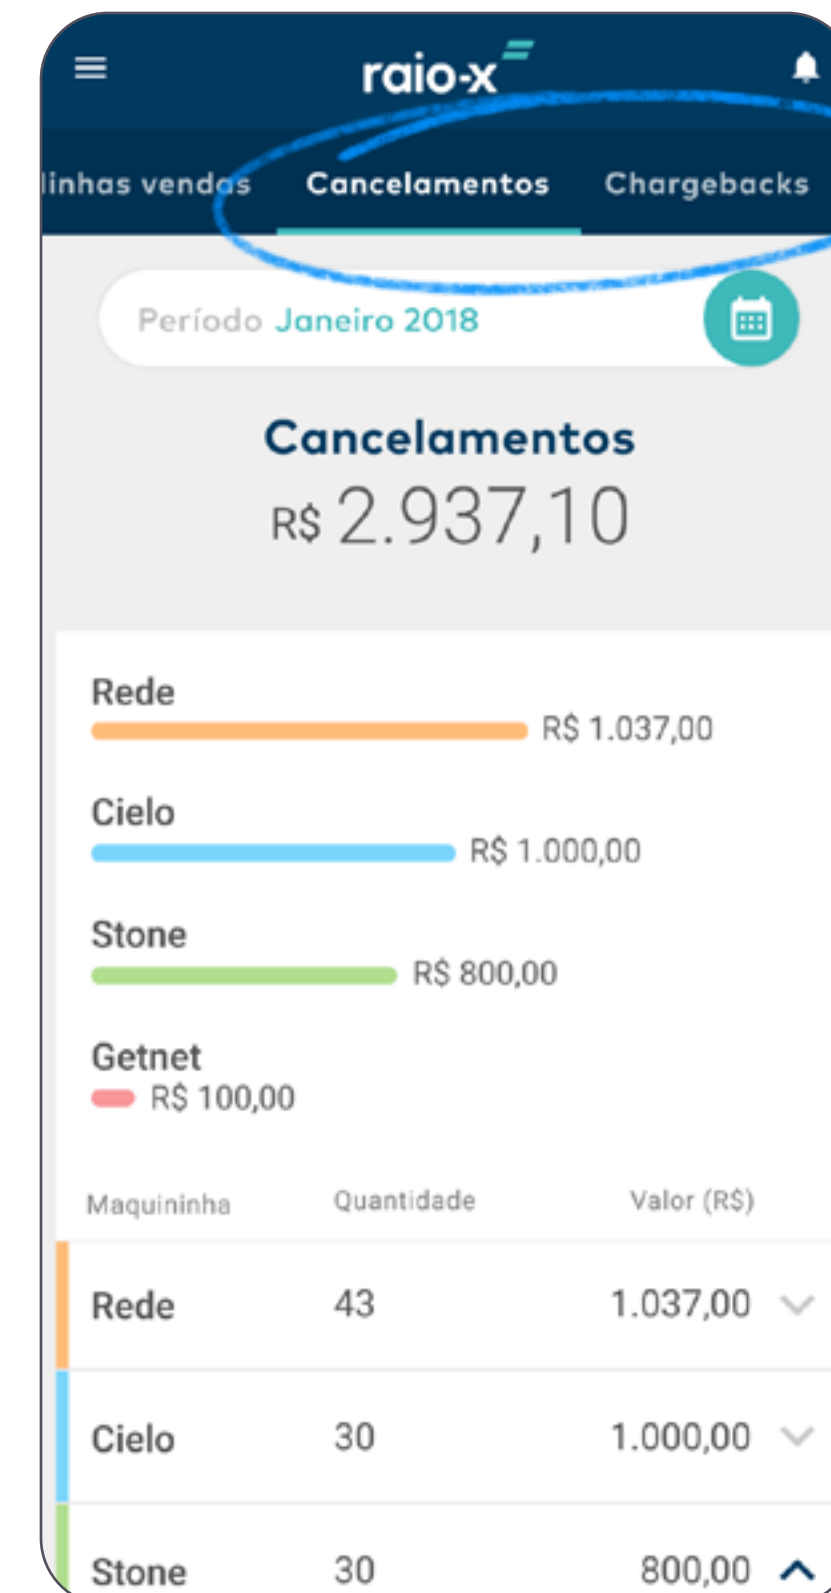 raio-x
inhas vendas Cancelamentos Chargebacks
Período Janeiro 2018
Cancelamentos
R$ 2.937,10
Rede
R$ 1.037,00
Cielo
R$ 1.000,00
Stone
R$ 800,00
Getnet
R$ 100,00
Maquininha Quantidade Valor (R$)
Rede 43 1.037,00
Cielo 30 1.000,00
Stone 30 800,00